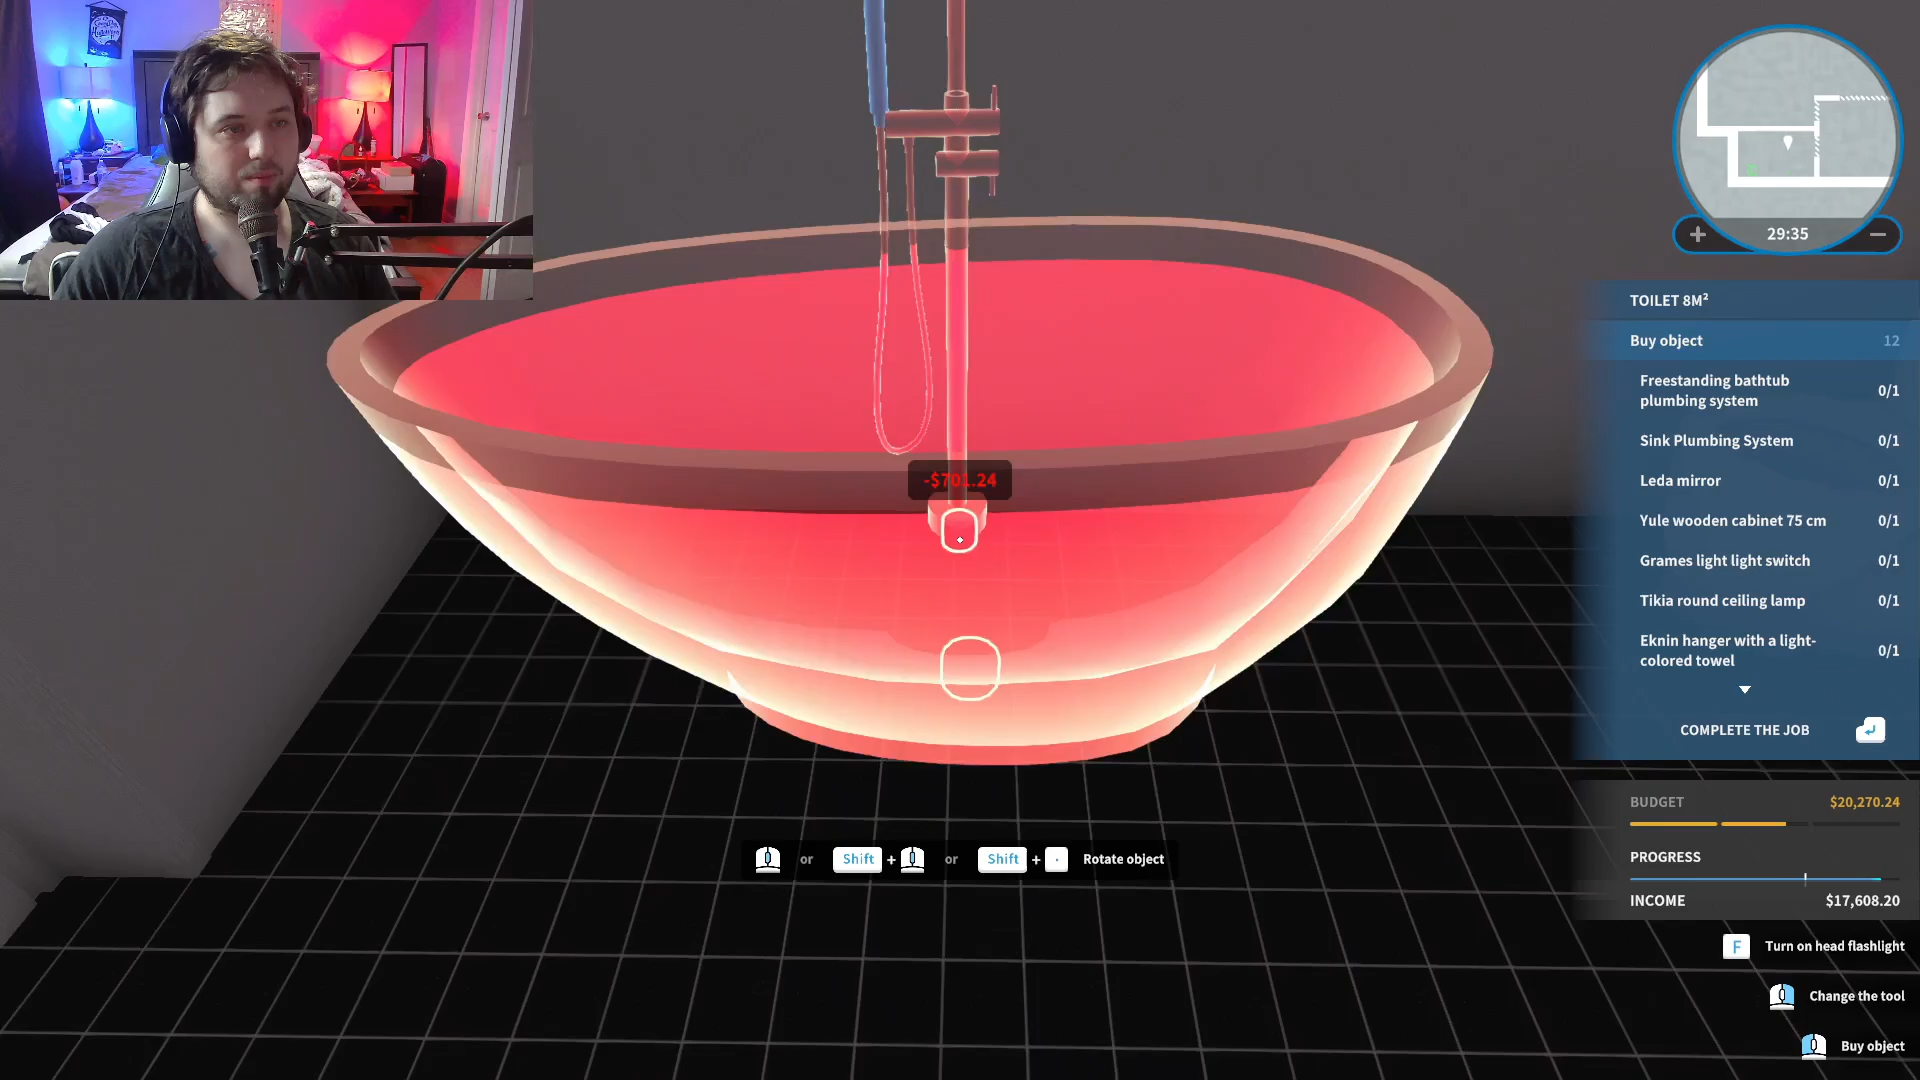 29:35
TOILET 8M²
Buy object 12
Freestanding bathtub
plumbing system 0/1
Sink Plumbing System 0/1
Leda mirror 0/1
Yule wooden cabinet 75 cm 0/1
Grames light light switch 0/1
Tikia round ceiling lamp 0/1
Eknin hanger with a light-
colored towel 0/1
COMPLETE THE JOB
-$701.24
BUDGET $20,270.24
PROGRESS
INCOME $17,608.20
or Shift + or Shift + · Rotate object
F Turn on head flashlight
Change the tool
Buy object